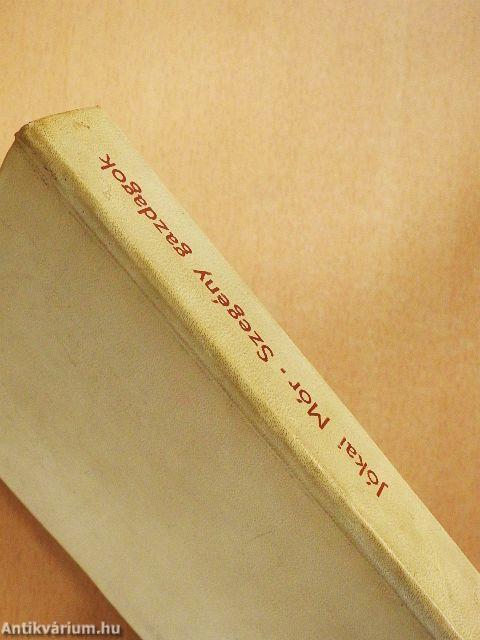 Jókai Mór • Szegény gazdagok
Antikvárium.hu